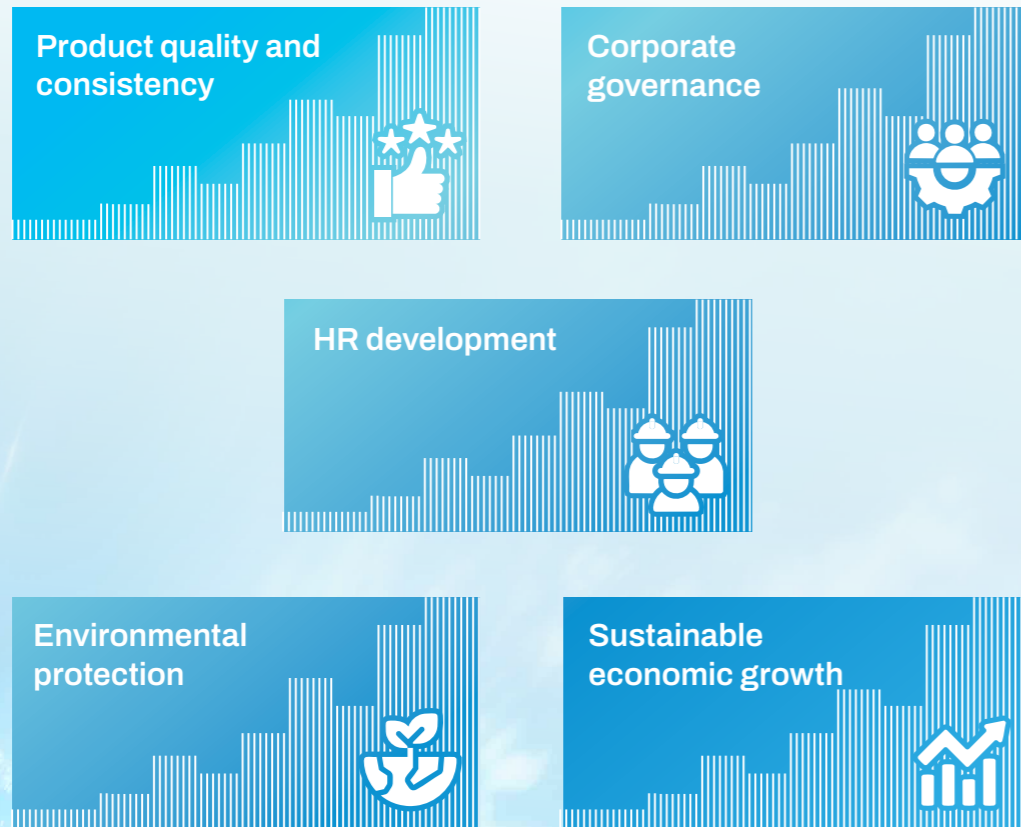 Product quality and
consistency
Corporate
governance
HR development
Environmental
protection
Sustainable
economic growth